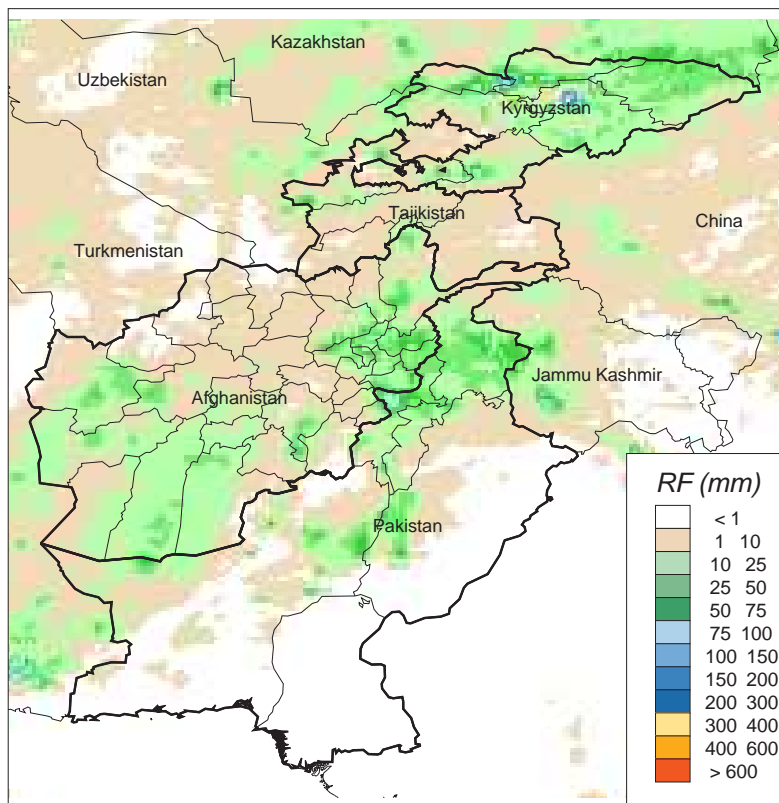 Kazakhstan
Uzbekistan
Kyrgyzstan
Tajikistan
China
Turkmenistan
Jammu Kashmir
Afghanistan
Pakistan
RF (mm)
< 1
1 10
10 25
25 50
50 75
75 100
100 150
150 200
200 300
300 400
400 600
> 600